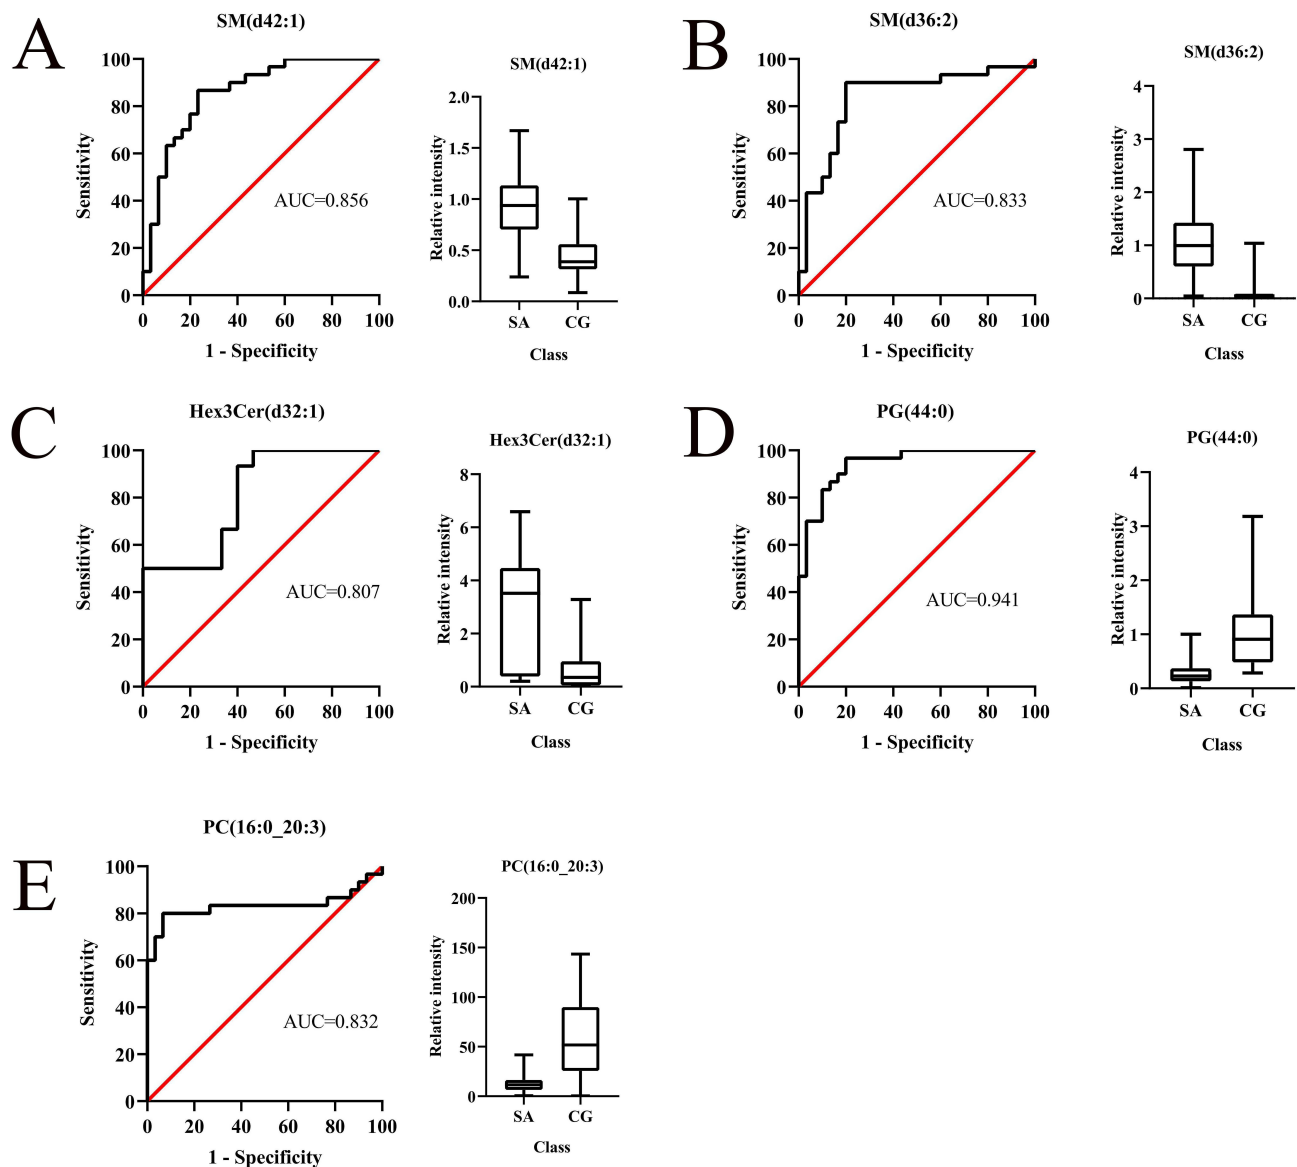 A
SM(d42:1)
100
80
60
40
20
0
Sensitivity
AUC=0.856
0 20 40 60 80 100
1 - Specificity
SM(d42:1)
2.0
1.5
1.0
0.5
0.0
Relative intensity
SA CG
Class
B
SM(d36:2)
100
80
60
40
20
0
Sensitivity
AUC=0.833
0 20 40 60 80 100
1 - Specificity
SM(d36:2)
4
3
2
1
0
Relative intensity
SA CG
Class
C
Hex3Cer(d32:1)
100
80
60
40
20
0
Sensitivity
AUC=0.807
0 20 40 60 80 100
1 - Specificity
Hex3Cer(d32:1)
8
6
4
2
0
Relative intensity
SA CG
Class
D
PG(44:0)
100
80
60
40
20
0
Sensitivity
AUC=0.941
0 20 40 60 80 100
1 - Specificity
PG(44:0)
4
3
2
1
0
Relative intensity
SA CG
Class
E
PC(16:0_20:3)
100
80
60
40
20
0
Sensitivity
AUC=0.832
0 20 40 60 80 100
1 - Specificity
PC(16:0_20:3)
200
150
100
50
0
Relative intensity
SA CG
Class